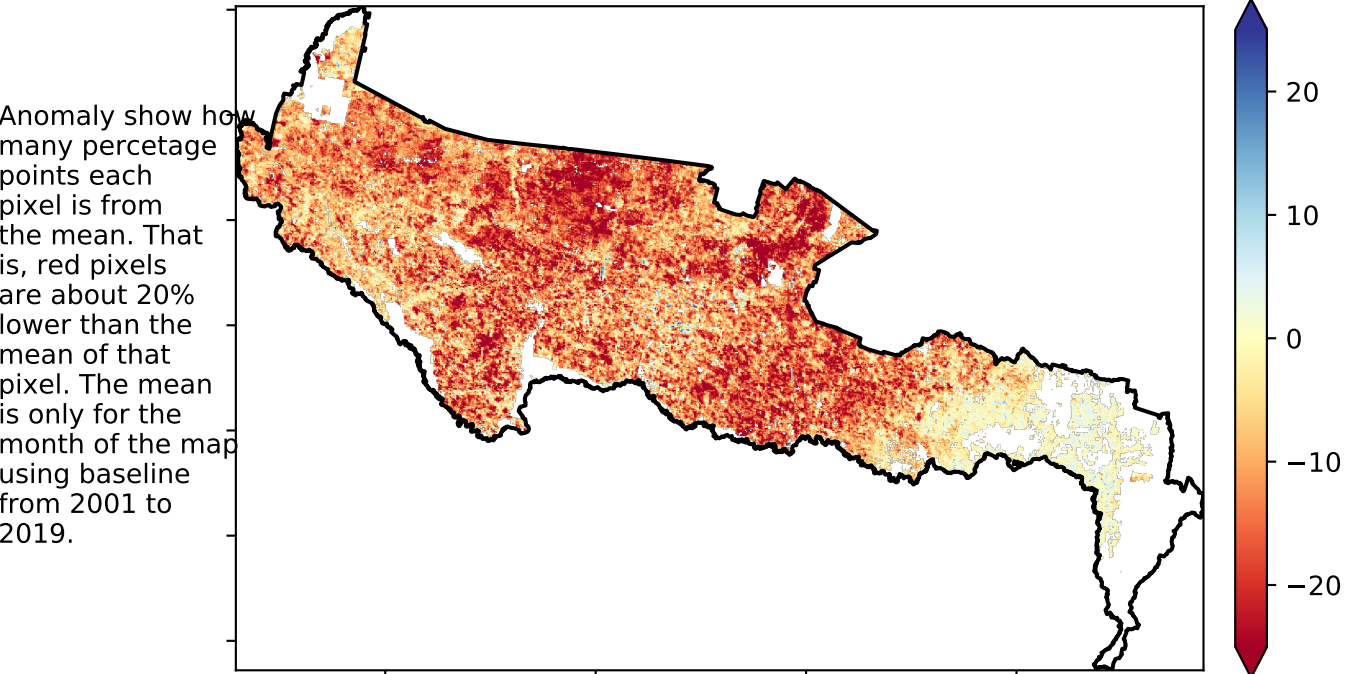 Anomaly show how
many percetage
points each
pixel is from
the mean. That
is, red pixels
are about 20%
lower than the
mean of that
pixel. The mean
is only for the
month of the map
using baseline
from 2001 to
2019.
20
10
0
−10
−20